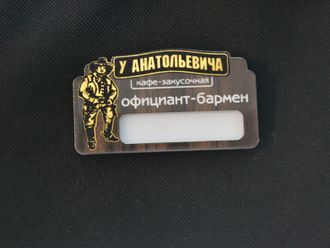 У АНАТОЛЬЕВИЧА
кафе-закусочная
официант-бармен